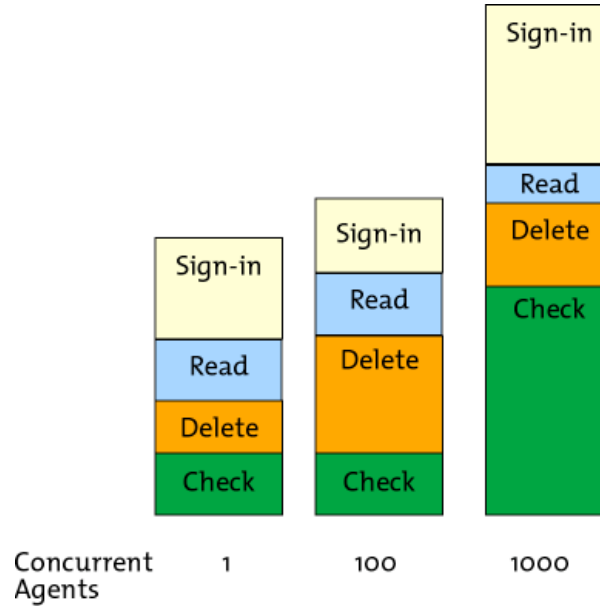 Sign-in
Sign-in
Sign-in
Read
Read
Read
Delete
Delete
Delete
Check
Check
Check
Concurrent Agents
1
100
1000